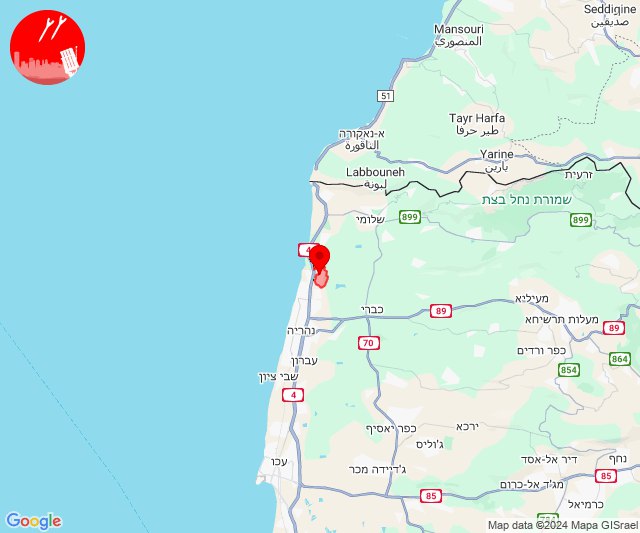 Seddigine
صديقين
Mansouri
المنصوري
51
Tayr Harfa
طير حرفا
א-נאקורה
الناقورة
Yarine
يارين
Labbouneh
لبونة
זרעית
שמורת נחל בצת
899
899
שלומי
4
מעיליא
89
כברי
מעלות תרשיחא
89
נהריה
70
כפר ורדים
864
עברון
854
שבי ציון
4
כפר יאסיף
ירכא
ג'וליס
נחף
דיר אל-אסד
עכו
ג'דיידה מכר
85
מג'ד אל-כרום
85
כרמיאל
784
Google
Map data ©2024 Mapa GISrael